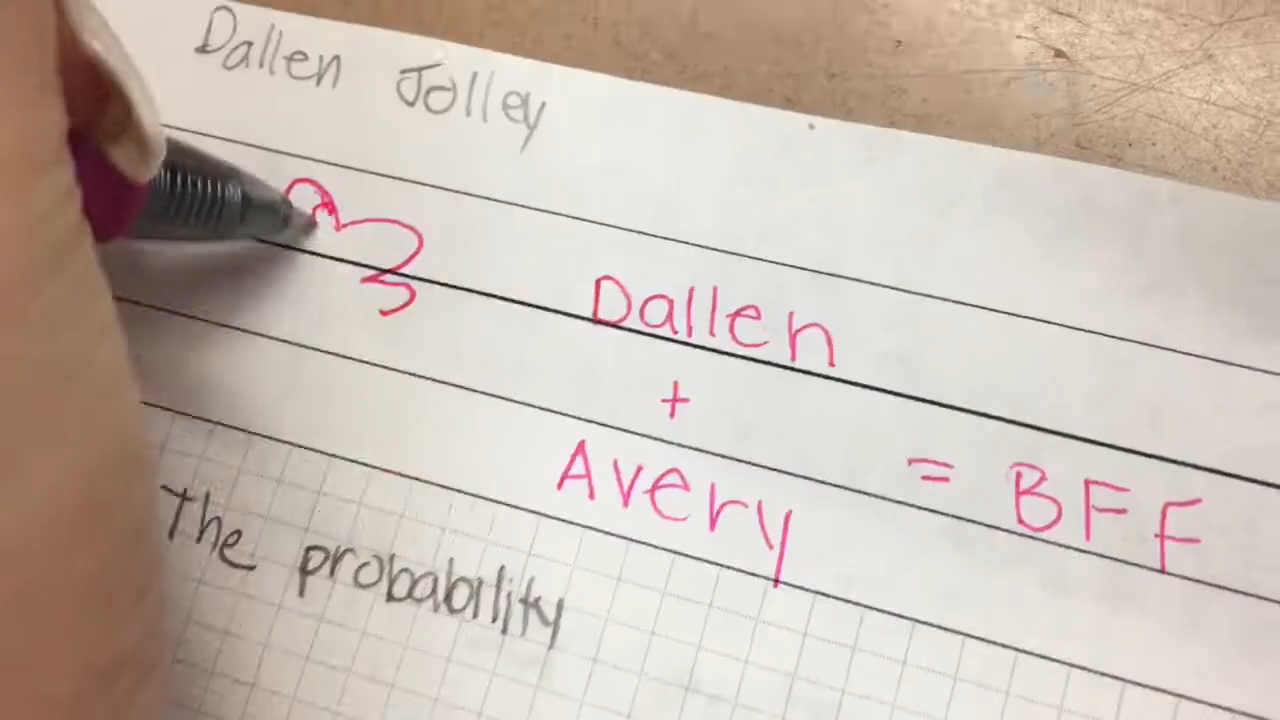 Dallen Jolley
Dallen
+
Avery
= BFF
The probability